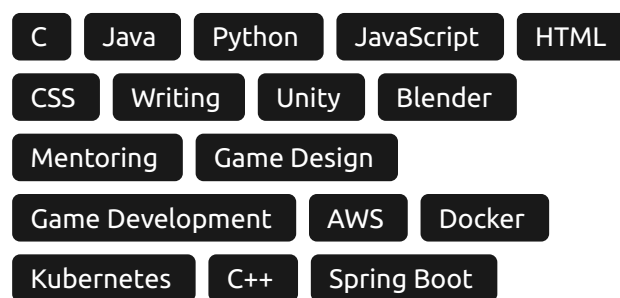 C Java Python JavaScript HTML
CSS Writing Unity Blender
Mentoring Game Design
Game Development AWS Docker
Kubernetes C++ Spring Boot